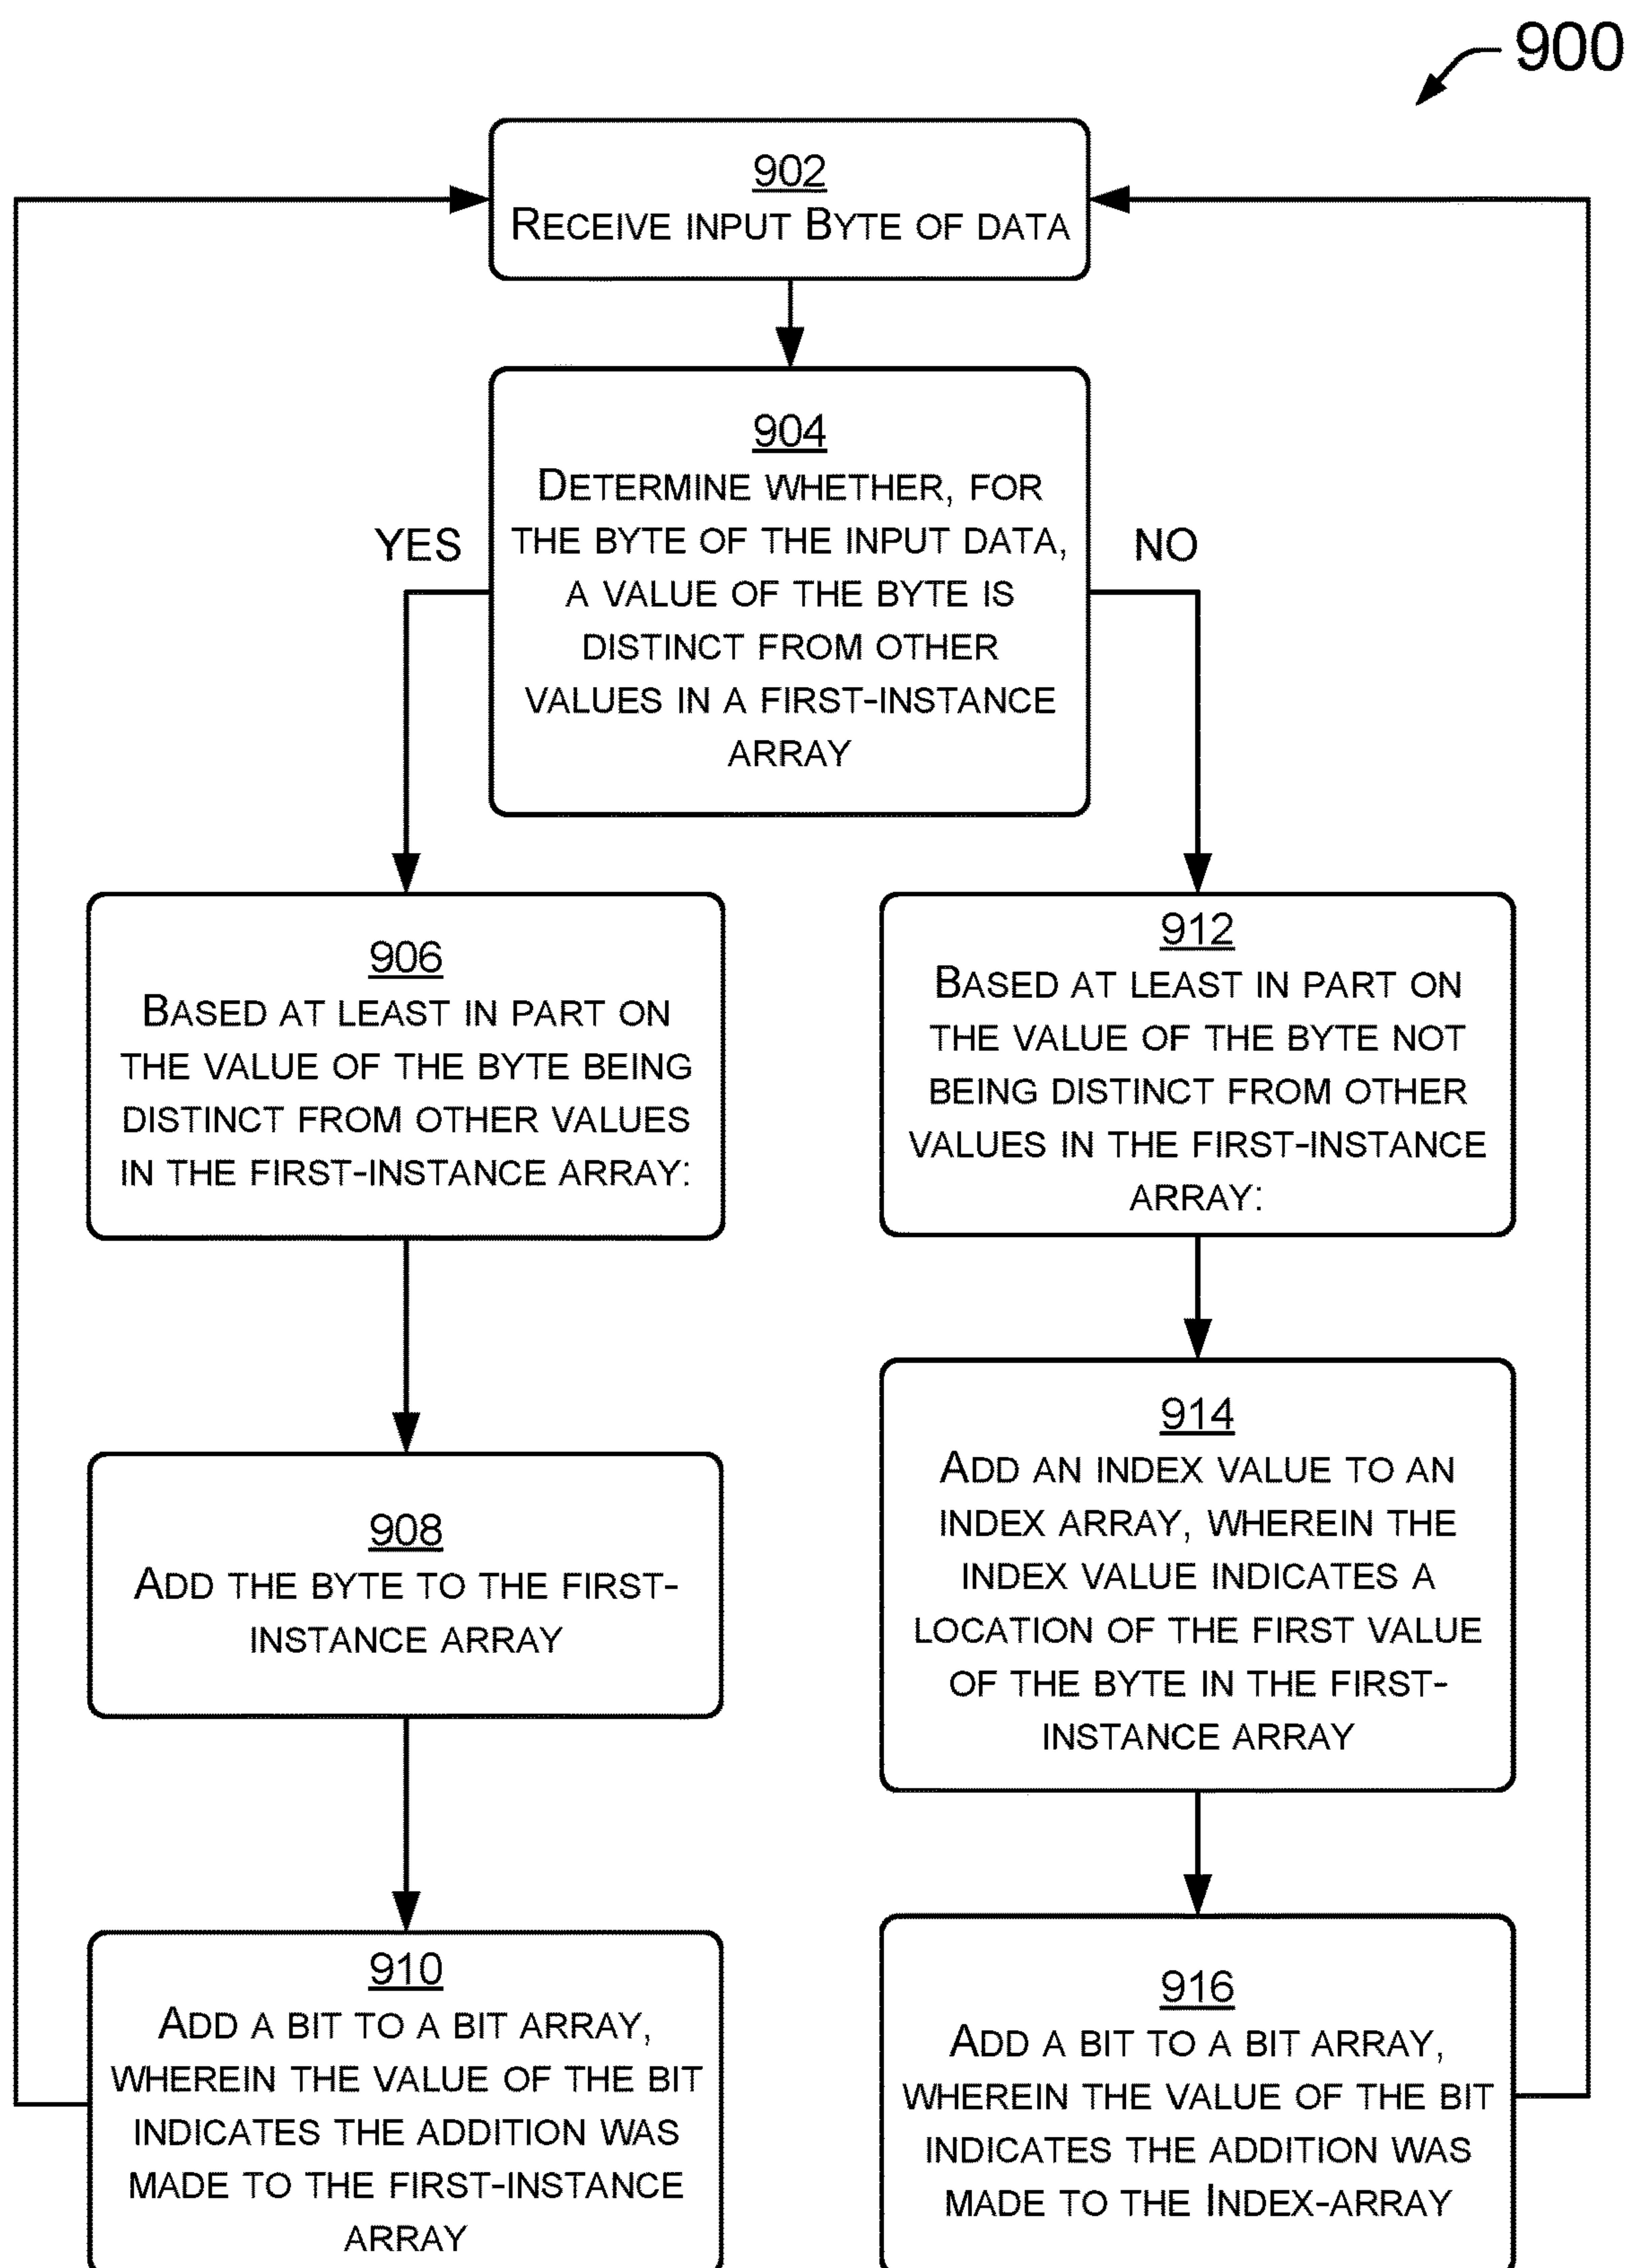 900
902
RECEIVE INPUT BYTE OF DATA
904
DETERMINE WHETHER, FOR
THE BYTE OF THE INPUT DATA,
A VALUE OF THE BYTE IS
DISTINCT FROM OTHER
VALUES IN A FIRST-INSTANCE
ARRAY
YES
NO
906
BASED AT LEAST IN PART ON
THE VALUE OF THE BYTE BEING
DISTINCT FROM OTHER VALUES
IN THE FIRST-INSTANCE ARRAY:
908
ADD THE BYTE TO THE FIRST-
INSTANCE ARRAY
910
ADD A BIT TO A BIT ARRAY,
WHEREIN THE VALUE OF THE BIT
INDICATES THE ADDITION WAS
MADE TO THE FIRST-INSTANCE
ARRAY
912
BASED AT LEAST IN PART ON
THE VALUE OF THE BYTE NOT
BEING DISTINCT FROM OTHER
VALUES IN THE FIRST-INSTANCE
ARRAY:
914
ADD AN INDEX VALUE TO AN
INDEX ARRAY, WHEREIN THE
INDEX VALUE INDICATES A
LOCATION OF THE FIRST VALUE
OF THE BYTE IN THE FIRST-
INSTANCE ARRAY
916
ADD A BIT TO A BIT ARRAY,
WHEREIN THE VALUE OF THE BIT
INDICATES THE ADDITION WAS
MADE TO THE INDEX-ARRAY